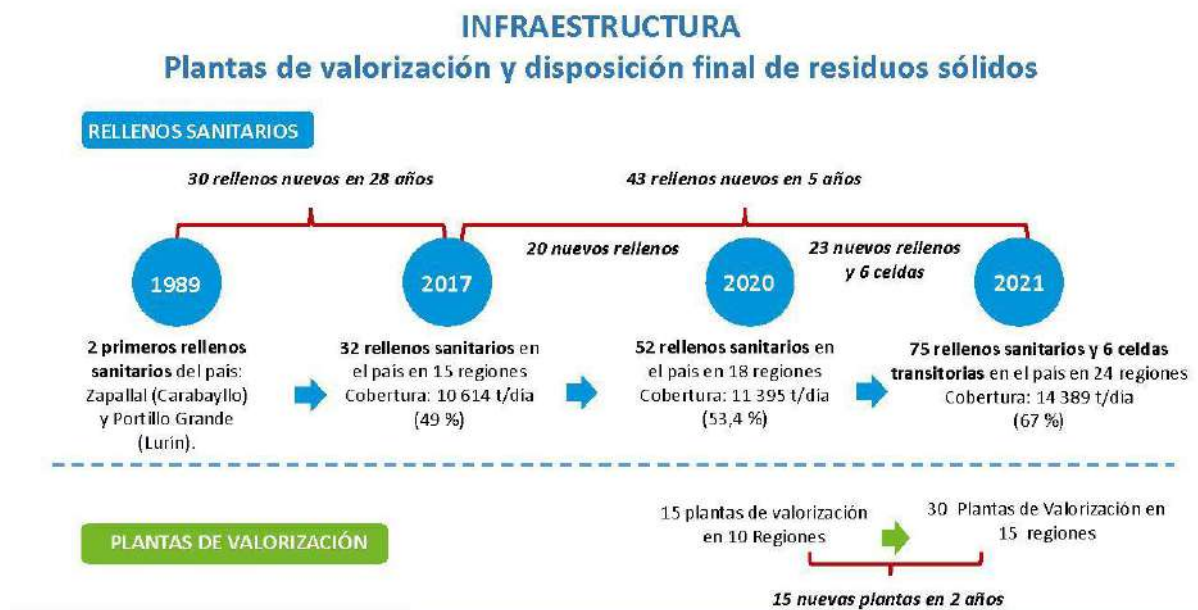 INFRAESTRUCTURA
Plantas de valorización y disposición final de residuos sólidos
RELLENOS SANITARIOS
30 rellenos nuevos en 28 años
43 rellenos nuevos en 5 años
20 nuevos rellenos
23 nuevos rellenos
y 6 celdas
1989
2017
2020
2021
2 primeros rellenos
sanitarios del país:
Zapallal (Carabayllo)
y Portillo Grande
(Lurín).
32 rellenos sanitarios en
el país en 15 regiones
Cobertura: 10 614 t/día
(49 %)
52 rellenos sanitarios en
el país en 18 regiones
Cobertura: 11 395 t/día
(53,4 %)
75 rellenos sanitarios y 6 celdas
transitorias en el país en 24 regiones
Cobertura: 14 389 t/día
(67 %)
PLANTAS DE VALORIZACIÓN
15 plantas de valorización
en 10 Regiones
30 Plantas de Valorización en
15 regiones
15 nuevas plantas en 2 años